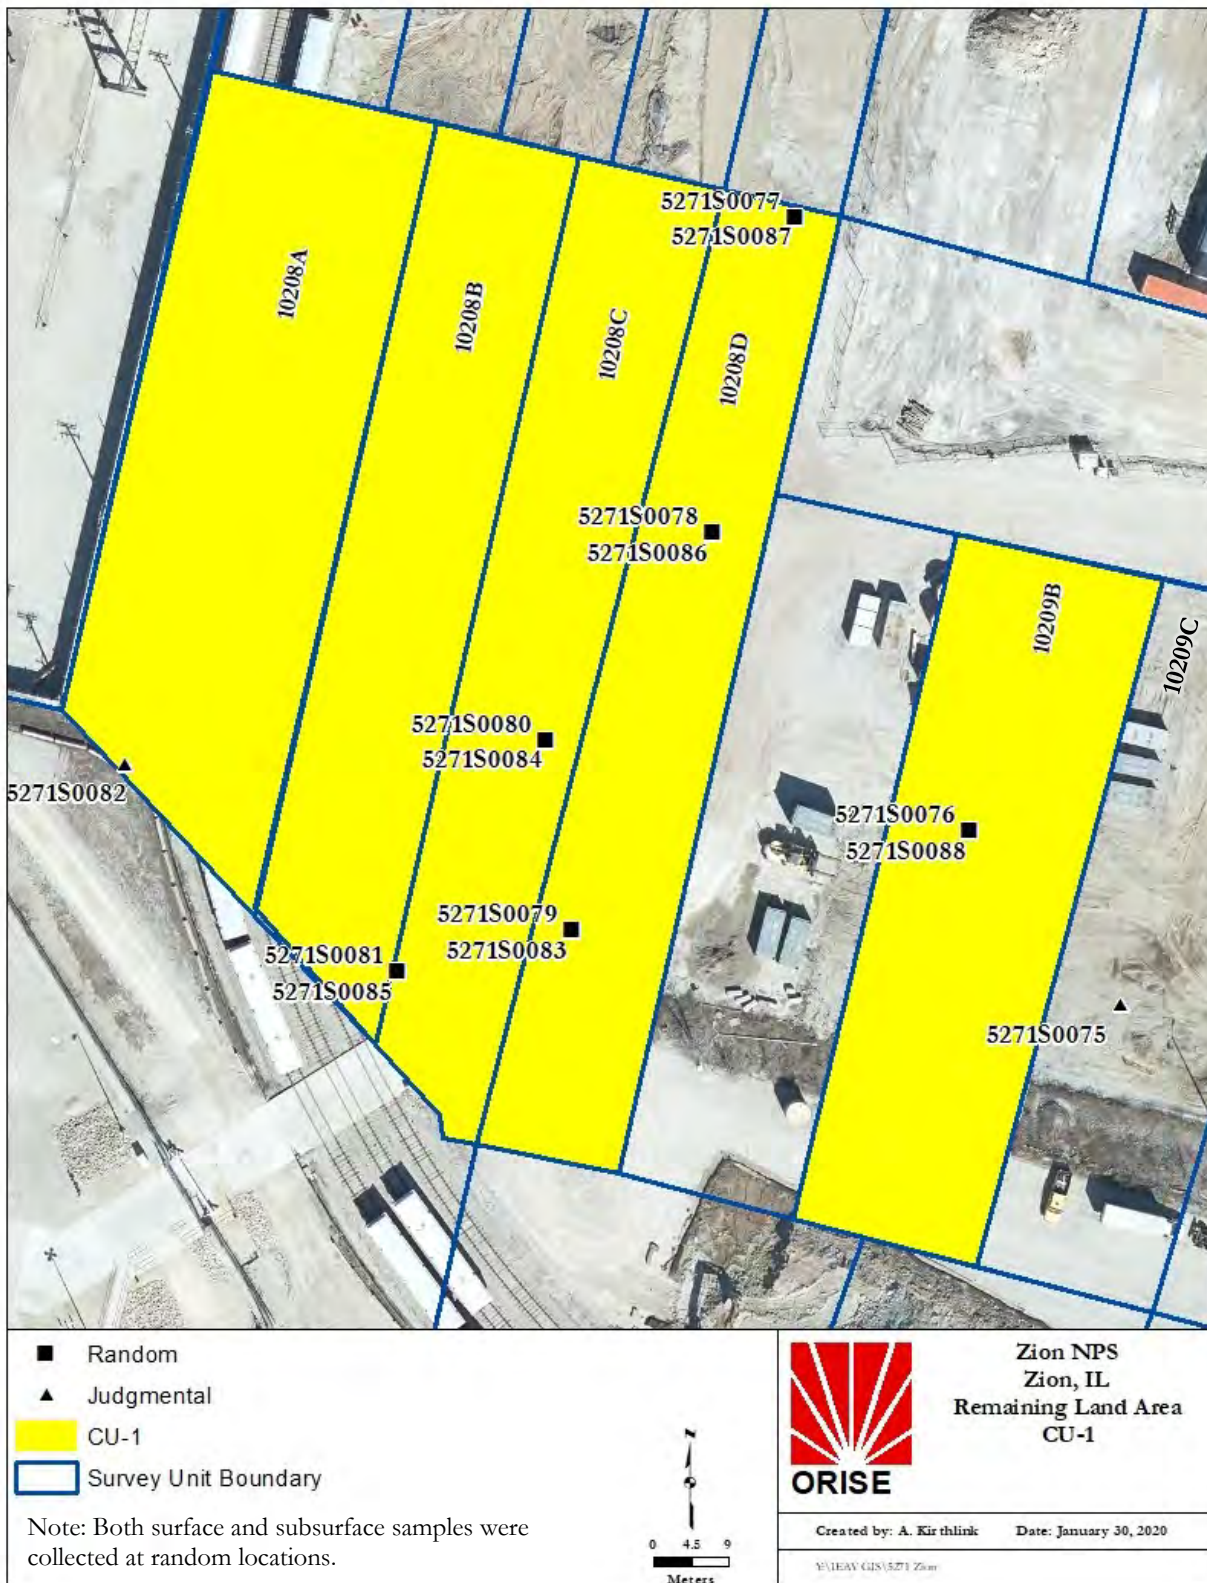 5271S0077
5271S0087
10208A
10208B
10208C
10208D
5271S0078
5271S0086
10209B
10209C
5271S0080
5271S0084
5271S0082
5271S0076
5271S0088
5271S0079
5271S0083
5271S0081
5271S0085
5271S0075
Random
Judgmental
CU-1
Survey Unit Boundary
Note: Both surface and subsurface samples were
collected at random locations.
N
0 4.5 9
Meters
ORISE
Zion NPS
Zion, IL
Remaining Land Area
CU-1
Created by: A. Kirthlink Date: January 30, 2020